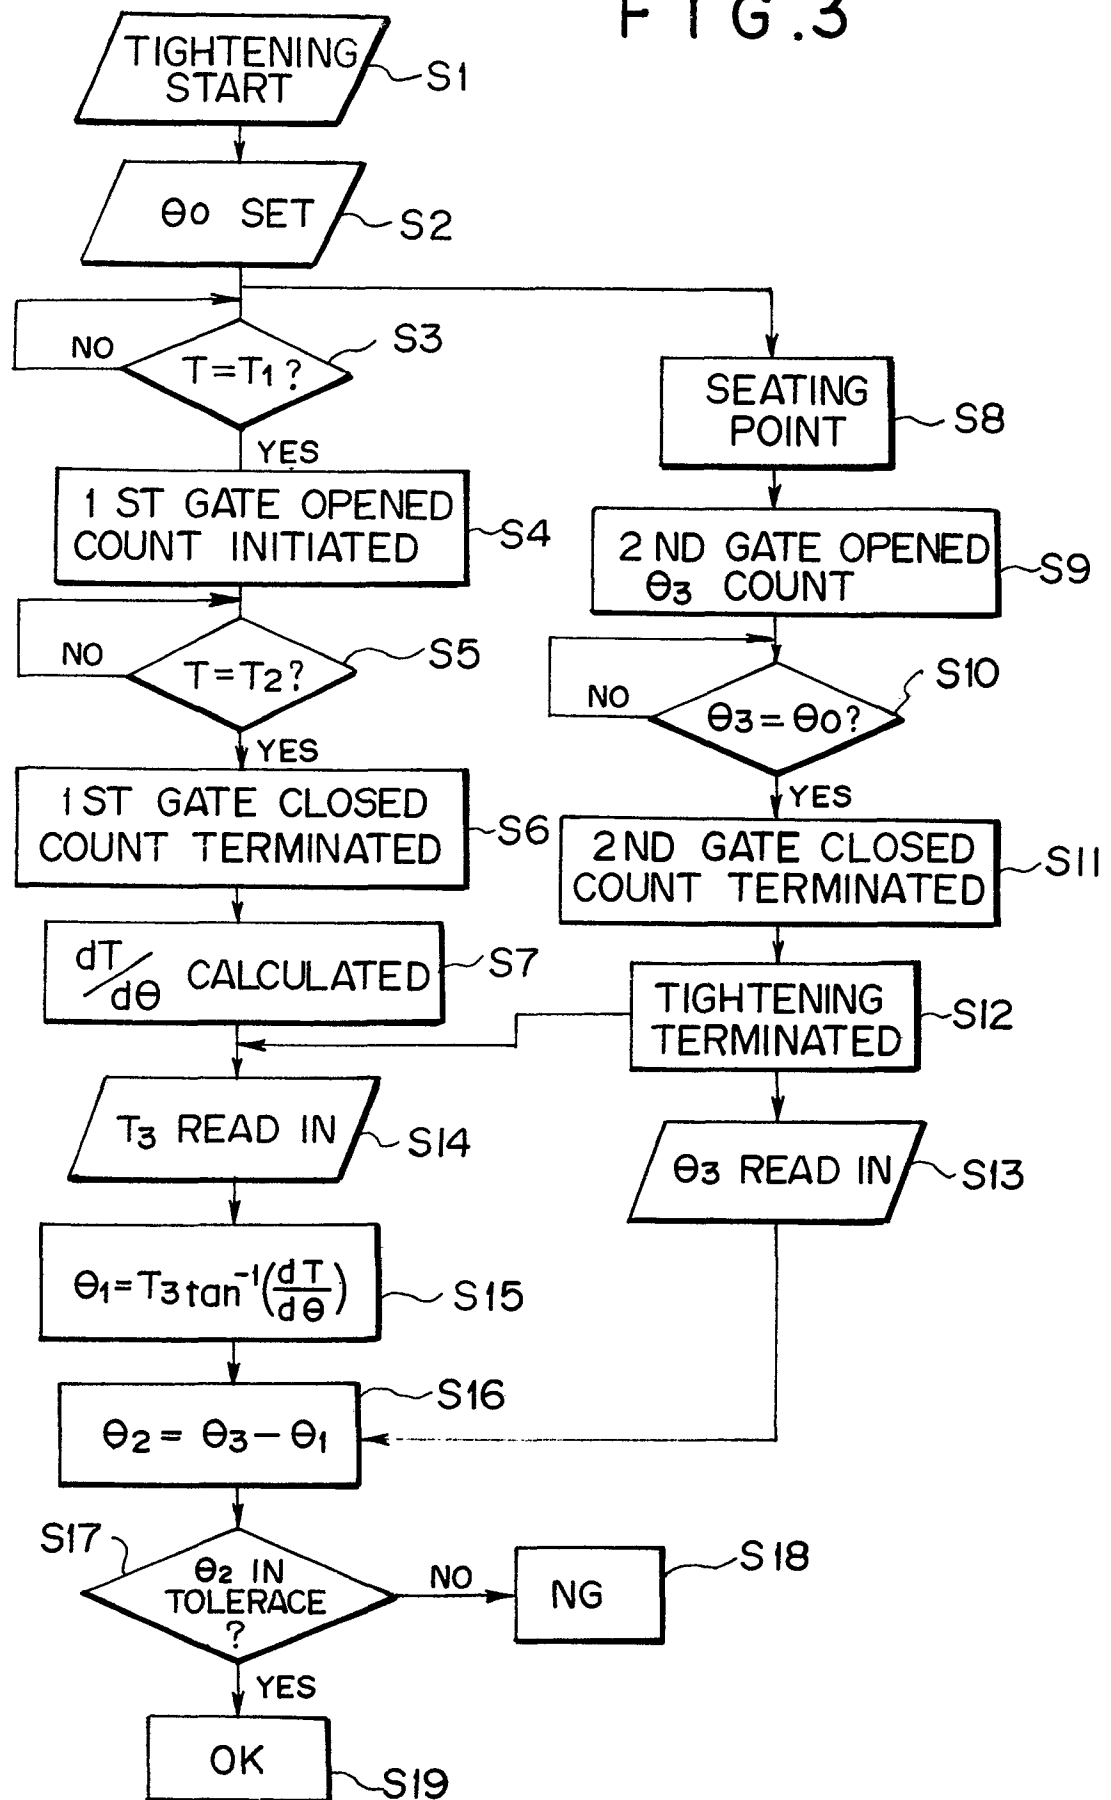 FIG.3
TIGHTENING
START
S1
θ0 SET
S2
NO
T=T1?
S3
YES
1 ST GATE OPENED
COUNT INITIATED
S4
NO
T=T2?
S5
YES
1 ST GATE CLOSED
COUNT TERMINATED
S6
dT/dθ CALCULATED
S7
SEATING
POINT
S8
2 ND GATE OPENED
θ3 COUNT
S9
NO
θ3=θ0?
S10
YES
2 ND GATE CLOSED
COUNT TERMINATED
S11
TIGHTENING
TERMINATED
S12
θ3 READ IN
S13
T3 READ IN
S14
θ1=T3 tan⁻¹(dT/dθ)
S15
θ2 = θ3 − θ1
S16
S17
θ2 IN
TOLERACE
?
NO
NG
S18
YES
OK
S19